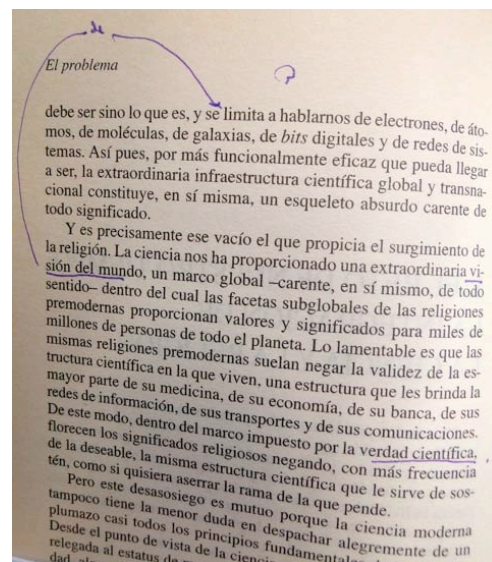 de
El problema
debe ser sino lo que es, y se limita a hablarnos de electrones, de áto-
mos, de moléculas, de galaxias, de bits digitales y de redes de sis-
temas. Así pues, por más funcionalmente eficaz que pueda llegar
a ser, la extraordinaria infraestructura científica global y transna-
cional constituye, en sí misma, un esqueleto absurdo carente de
todo significado.
Y es precisamente ese vacío el que propicia el surgimiento de
la religión. La ciencia nos ha proporcionado una extraordinaria vi-
sión del mundo, un marco global –carente, en sí mismo, de todo
sentido– dentro del cual las facetas subglobales de las religiones
premodernas proporcionan valores y significados para miles de
millones de personas de todo el planeta. Lo lamentable es que las
mismas religiones premodernas suelan negar la validez de la es-
tructura científica en la que viven, una estructura que les brinda la
mayor parte de su medicina, de su economía, de su banca, de sus
redes de información, de sus transportes y de sus comunicaciones.
De este modo, dentro del marco impuesto por la verdad científica,
florecen los significados religiosos negando, con más frecuencia
de la deseable, la misma estructura científica que le sirve de sos-
tén, como si quisiera aserrar la rama de la que pende.
Pero este desasosiego es mutuo porque la ciencia moderna
tampoco tiene la menor duda en despachar alegremente de un
plumazo casi todos los principios fundamentales
Desde el punto de vista de la ciencia
relegada al estatus de